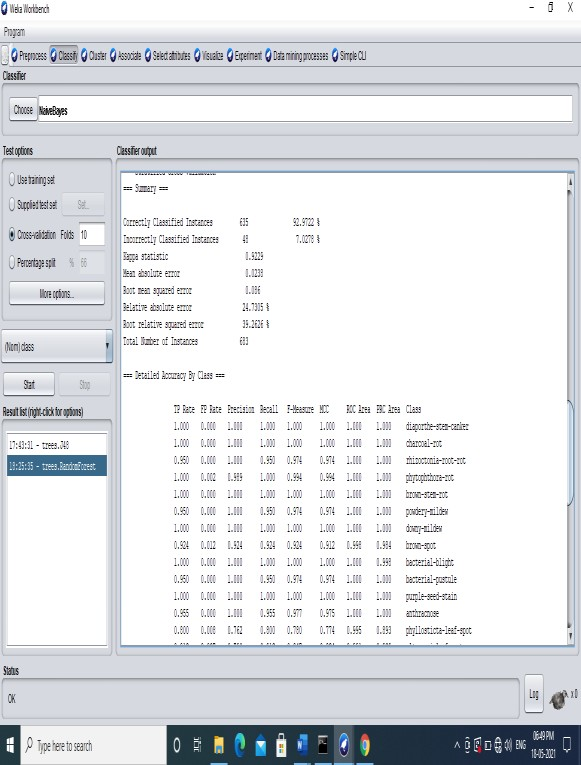 Weka Workbench
Program
Preprocess Classify Cluster Associate Select attributes Visualize Experiment Data mining processes Simple CLI
Classifier
Choose NaiveBayes
Test options
Use training set
Supplied test set Set...
Cross-validation Folds 10
Percentage split % 66
More options...
(Nom) class
Start Stop
Result list (right-click for options)
17:43:31 - trees.J48
18:25:35 - trees.RandomForest
Classifier output
=== Summary ===
Correctly Classified Instances 635 92.9722 %
Incorrectly Classified Instances 48 7.0278 %
Kappa statistic 0.9229
Mean absolute error 0.0238
Root mean squared error 0.086
Relative absolute error 24.7305 %
Root relative squared error 39.2626 %
Total Number of Instances 683
=== Detailed Accuracy By Class ===
TP Rate FP Rate Precision Recall F-Measure MCC ROC Area PRC Area Class
1.000 0.000 1.000 1.000 1.000 1.000 1.000 1.000 diaporthe-stem-canker
1.000 0.000 1.000 1.000 1.000 1.000 1.000 1.000 charcoal-rot
0.950 0.000 1.000 0.950 0.974 0.974 1.000 1.000 rhizoctonia-root-rot
1.000 0.002 0.989 1.000 0.994 0.994 1.000 1.000 phytophthora-rot
1.000 0.000 1.000 1.000 1.000 1.000 1.000 1.000 brown-stem-rot
0.950 0.000 1.000 0.950 0.974 0.974 1.000 1.000 powdery-mildew
1.000 0.000 1.000 1.000 1.000 1.000 1.000 1.000 downy-mildew
0.924 0.012 0.924 0.924 0.924 0.912 0.998 0.984 brown-spot
1.000 0.000 1.000 1.000 1.000 1.000 1.000 0.998 bacterial-blight
0.950 0.000 1.000 0.950 0.974 0.974 1.000 1.000 bacterial-pustule
1.000 0.000 1.000 1.000 1.000 1.000 1.000 1.000 purple-seed-stain
0.955 0.000 1.000 0.955 0.977 0.975 1.000 1.000 anthracnose
0.800 0.008 0.762 0.800 0.780 0.774 0.995 0.893 phyllosticta-leaf-spot
Status
OK
Log
x 0
Type here to search
ENG
06:49 PM
18-05-2021